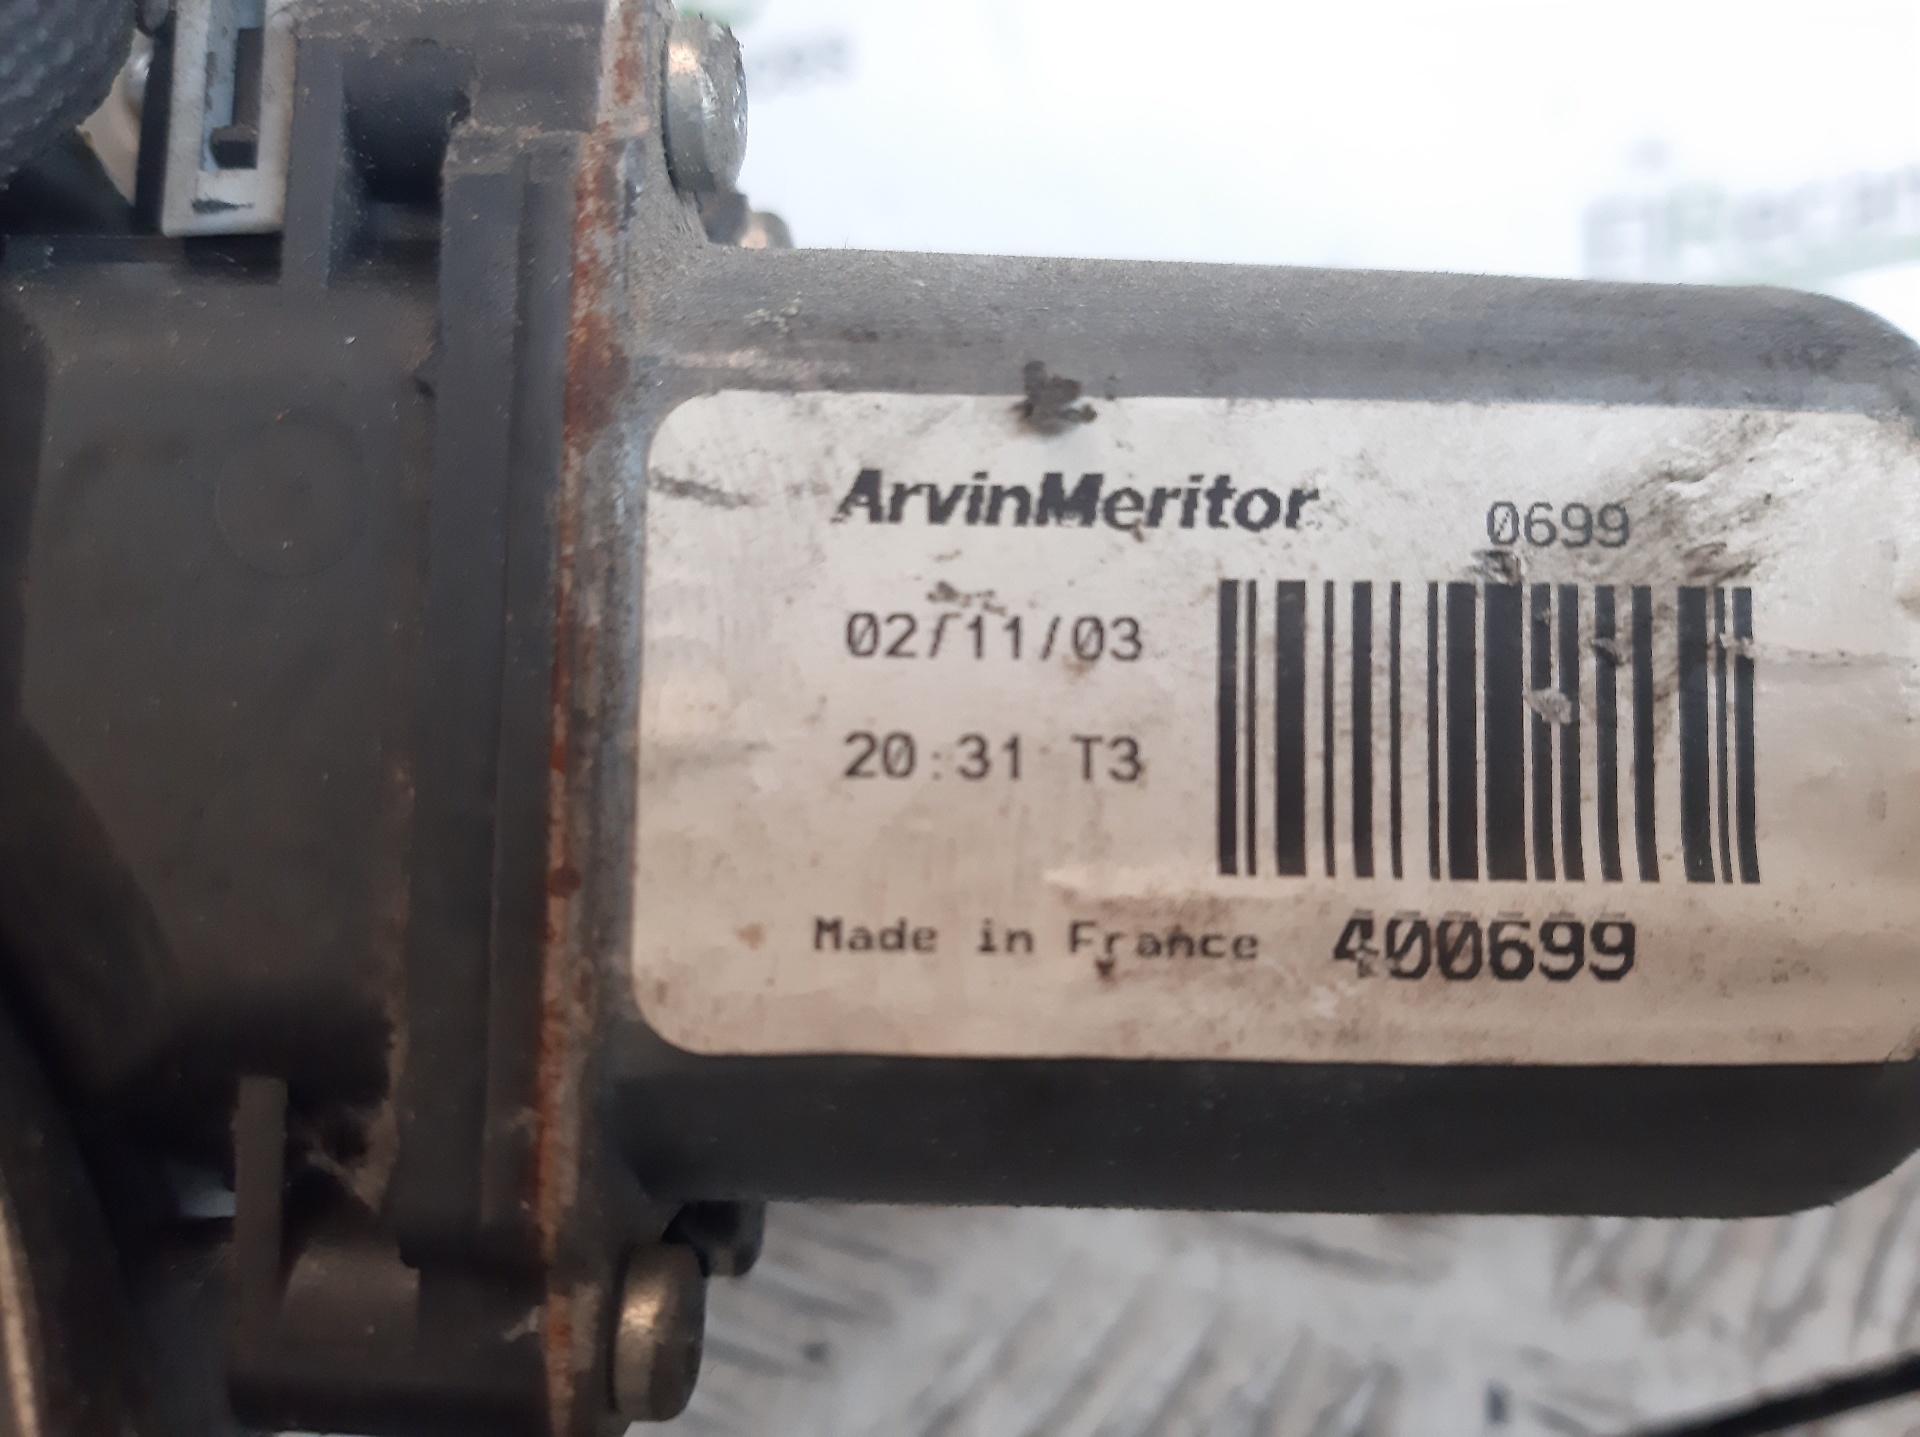 ArvinMeritor 0699
02/11/03
20:31 T3
Made in France 400699